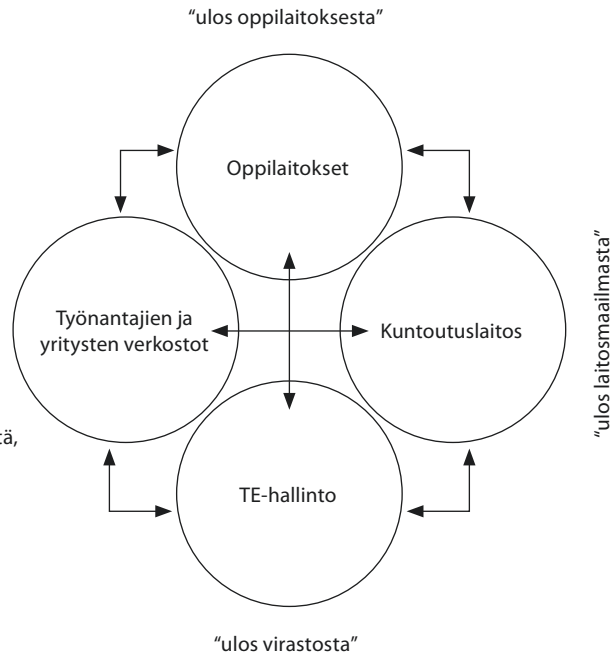 “ulos oppilaitoksesta”
Oppilaitokset
Työnantajien ja
yritysten verkostot
Kuntoutuslaitos
“ulos laitosmaailmasta”
TE-hallinto
“ulos virastosta”